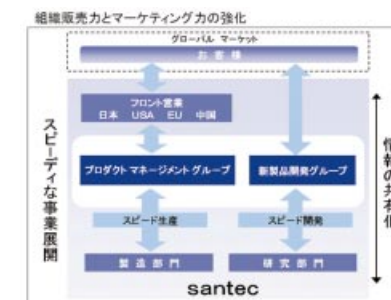 組織販売力とマーケティング力の強化
グローバル マーケット
お客様
フロント営業
日本 USA EU 中国
スピーディな事業展開
プロダクト マネージメント グループ
新製品開発グループ
情報の共有化
スピード生産
スピード開発
製造部門
研究部門
santec